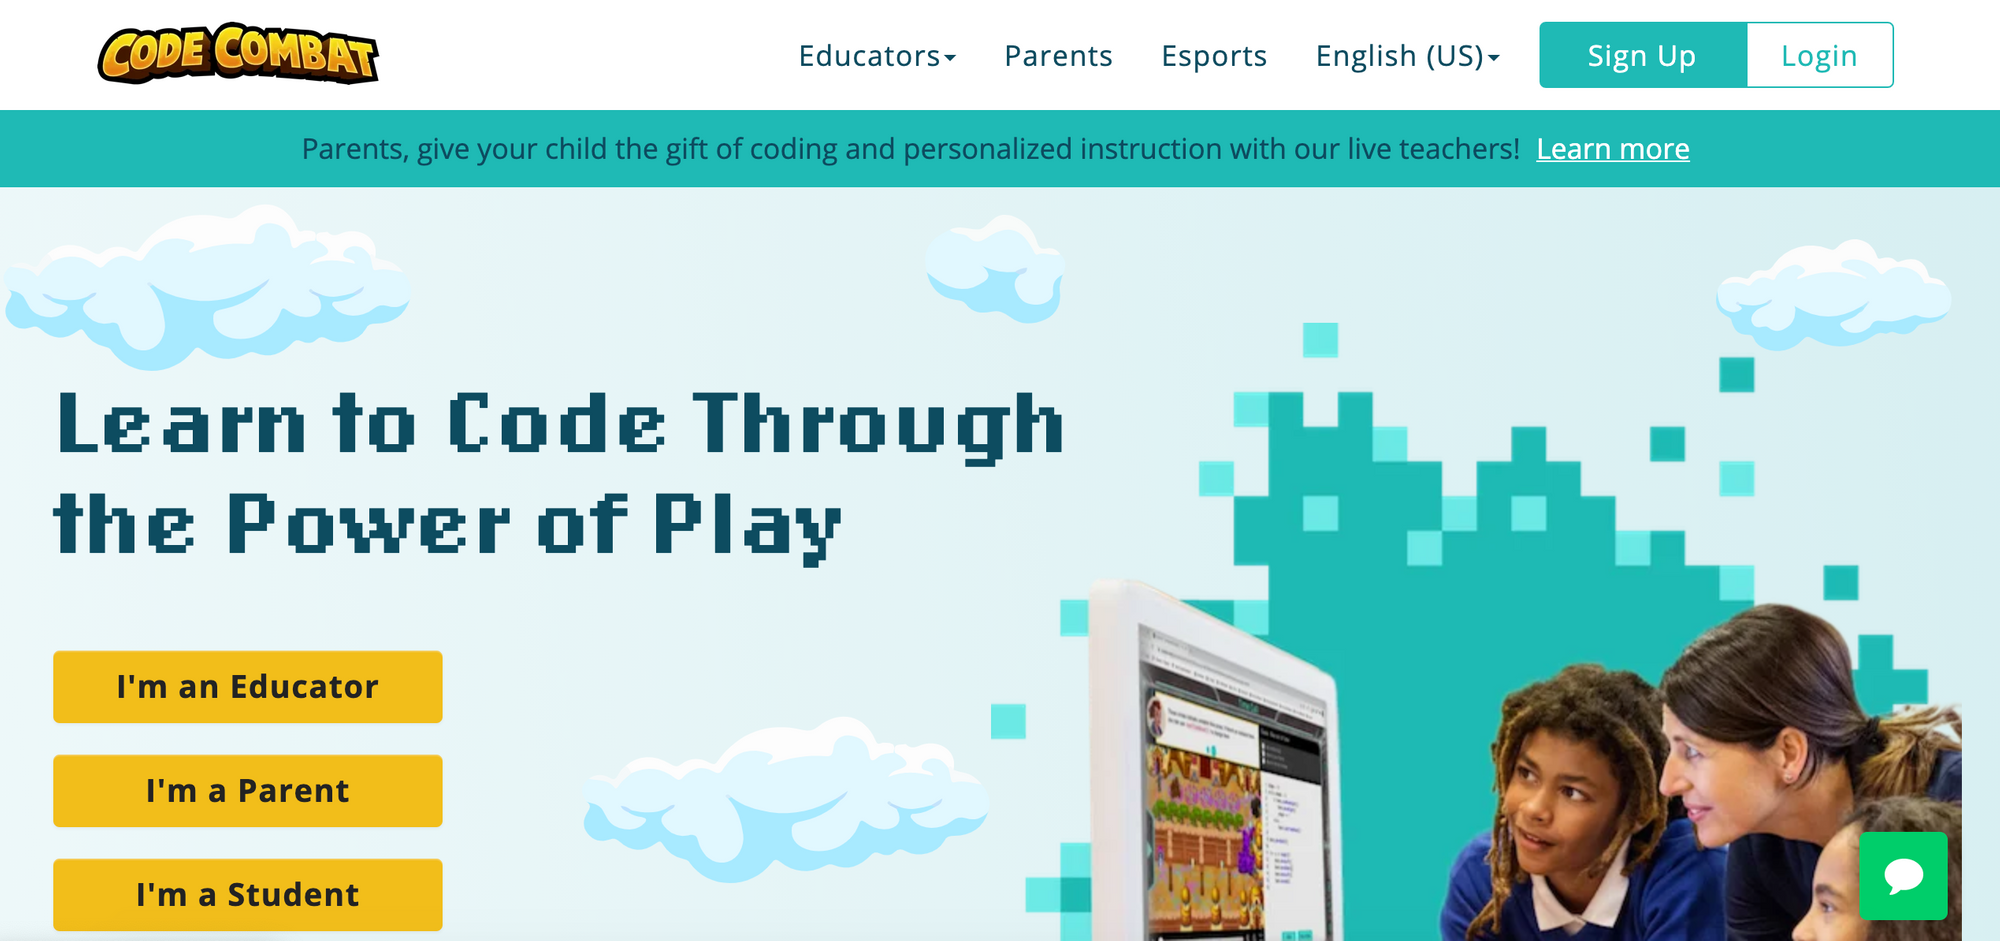 CODE COMBAT
Educators Parents Esports English (US) Sign Up Login
Parents, give your child the gift of coding and personalized instruction with our live teachers! Learn more
Learn to Code Through
the Power of Play
I'm an Educator
I'm a Parent
I'm a Student